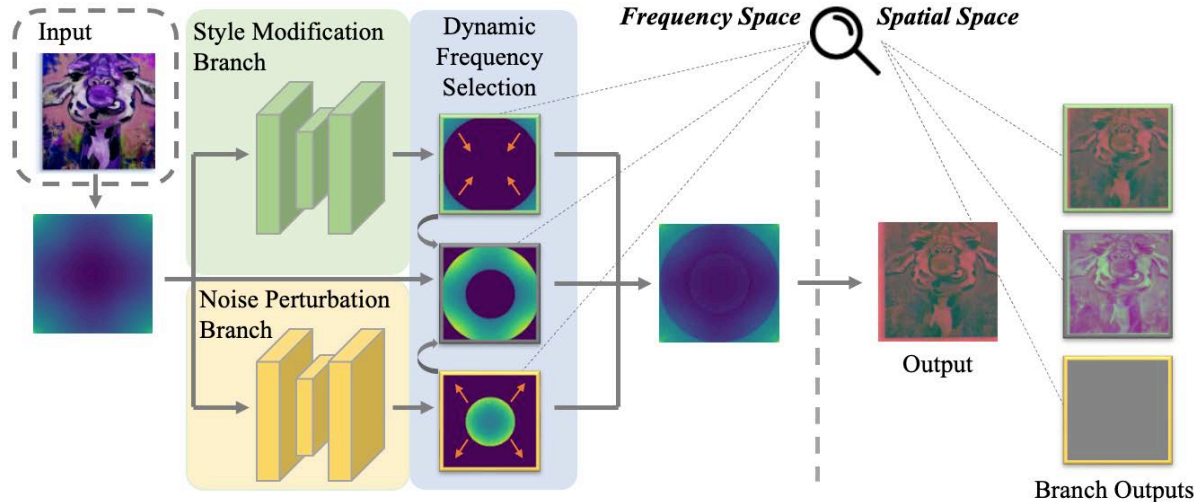 Input
Style Modification
Branch
Dynamic
Frequency
Selection
Frequency Space
Spatial Space
Noise Perturbation
Branch
Output
Branch Outputs